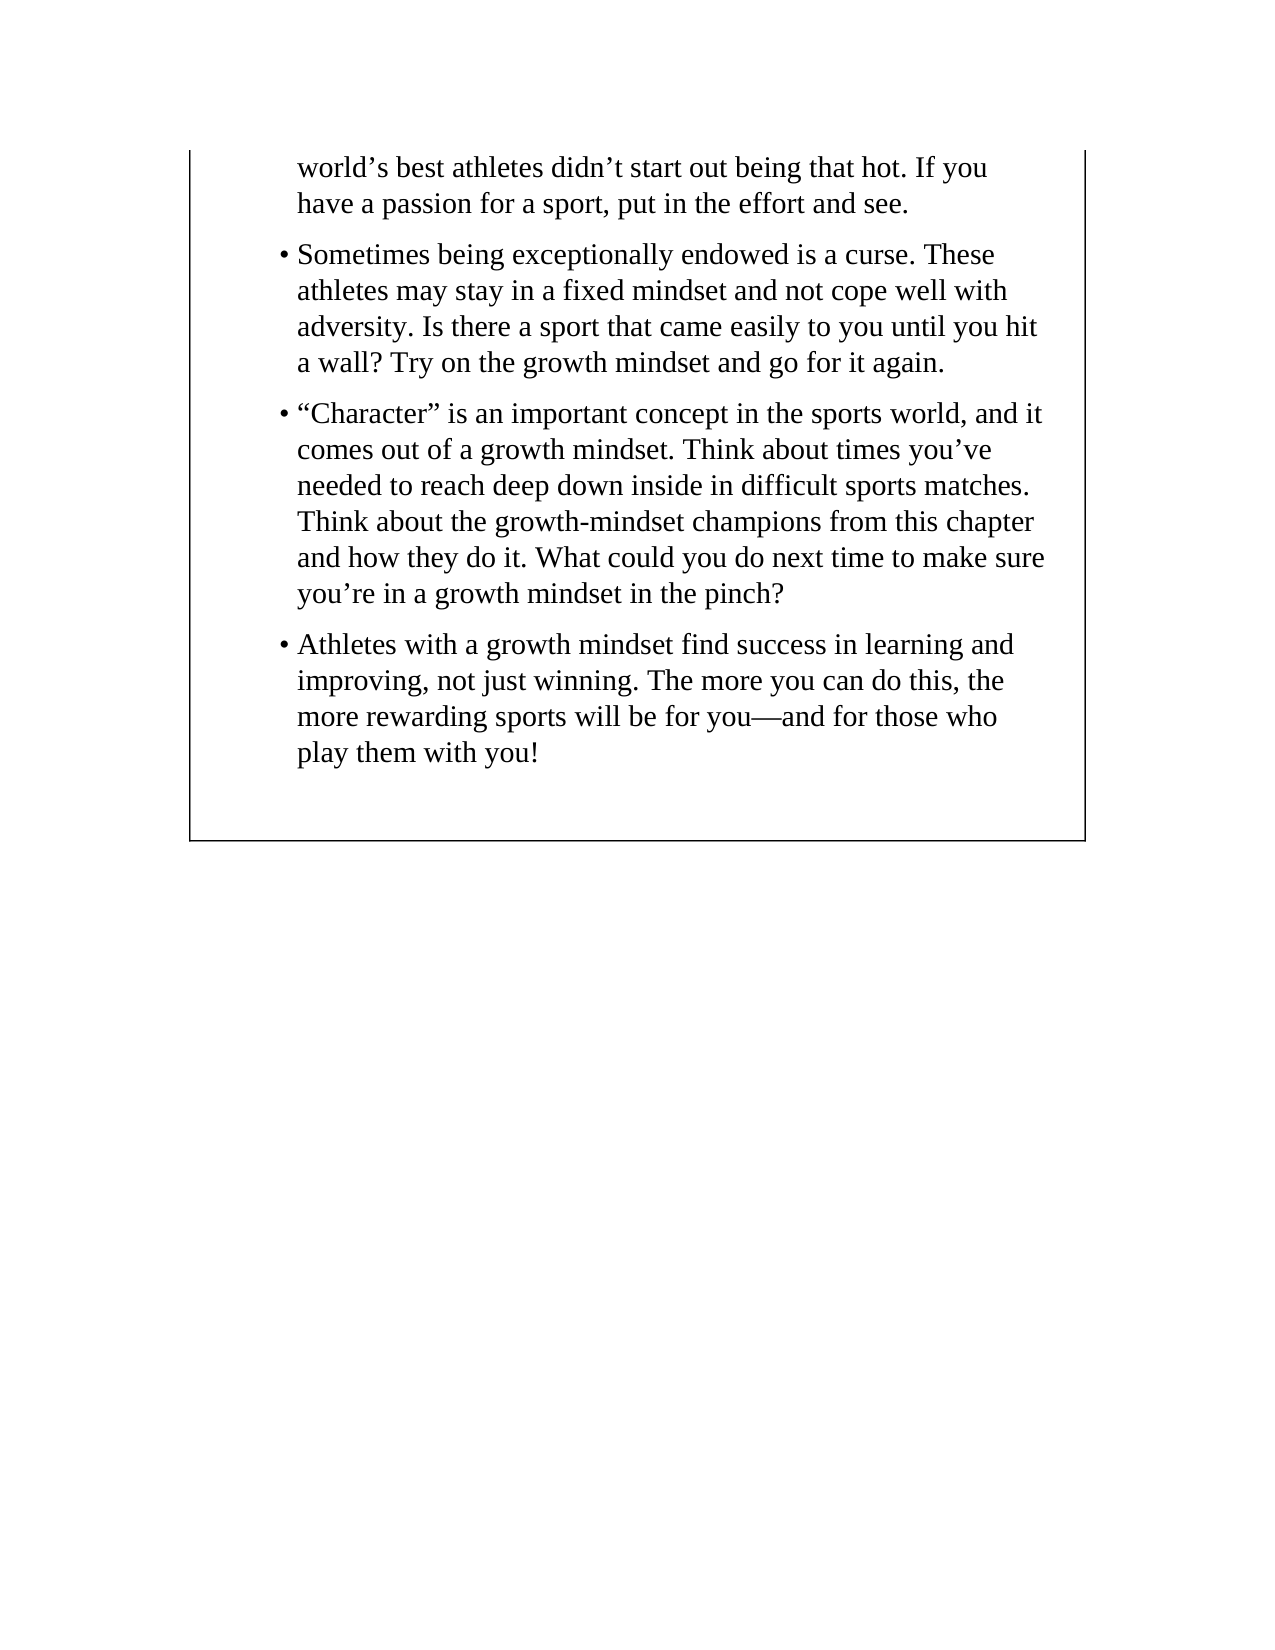 world’s best athletes didn’t start out being that hot. If you
have a passion for a sport, put in the effort and see.
• Sometimes being exceptionally endowed is a curse. These
athletes may stay in a fixed mindset and not cope well with
adversity. Is there a sport that came easily to you until you hit
a wall? Try on the growth mindset and go for it again.
• “Character” is an important concept in the sports world, and it
comes out of a growth mindset. Think about times you’ve
needed to reach deep down inside in difficult sports matches.
Think about the growth-mindset champions from this chapter
and how they do it. What could you do next time to make sure
you’re in a growth mindset in the pinch?
• Athletes with a growth mindset find success in learning and
improving, not just winning. The more you can do this, the
more rewarding sports will be for you—and for those who
play them with you!